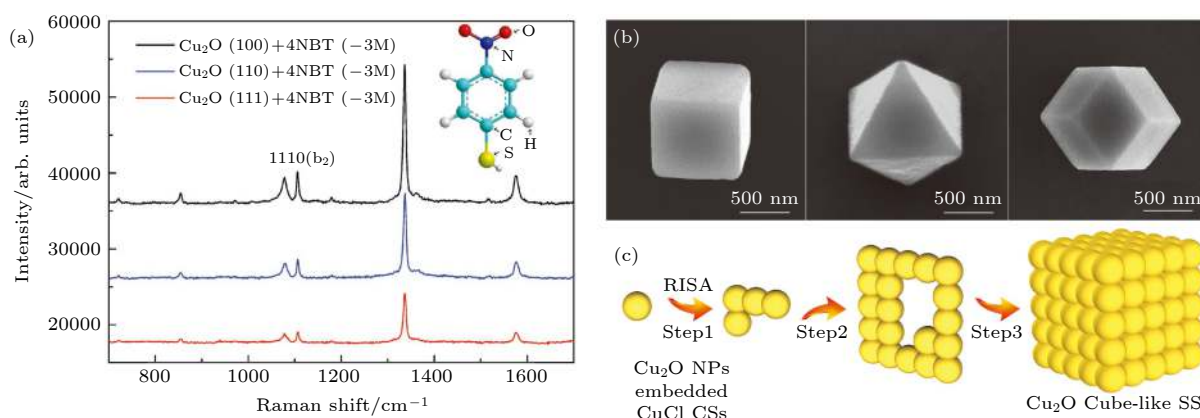 (a)
60000
50000
40000
30000
20000
Intensity/arb. units
Cu₂O (100)+4NBT (−3M)
Cu₂O (110)+4NBT (−3M)
Cu₂O (111)+4NBT (−3M)
O
N
C
H
S
1110(b₂)
800 1000 1200 1400 1600
Raman shift/cm⁻¹
(b)
500 nm
500 nm
500 nm
(c)
RISA
Step1
Step2
Step3
Cu₂O NPs
embedded
CuCl CSs
Cu₂O Cube-like SS